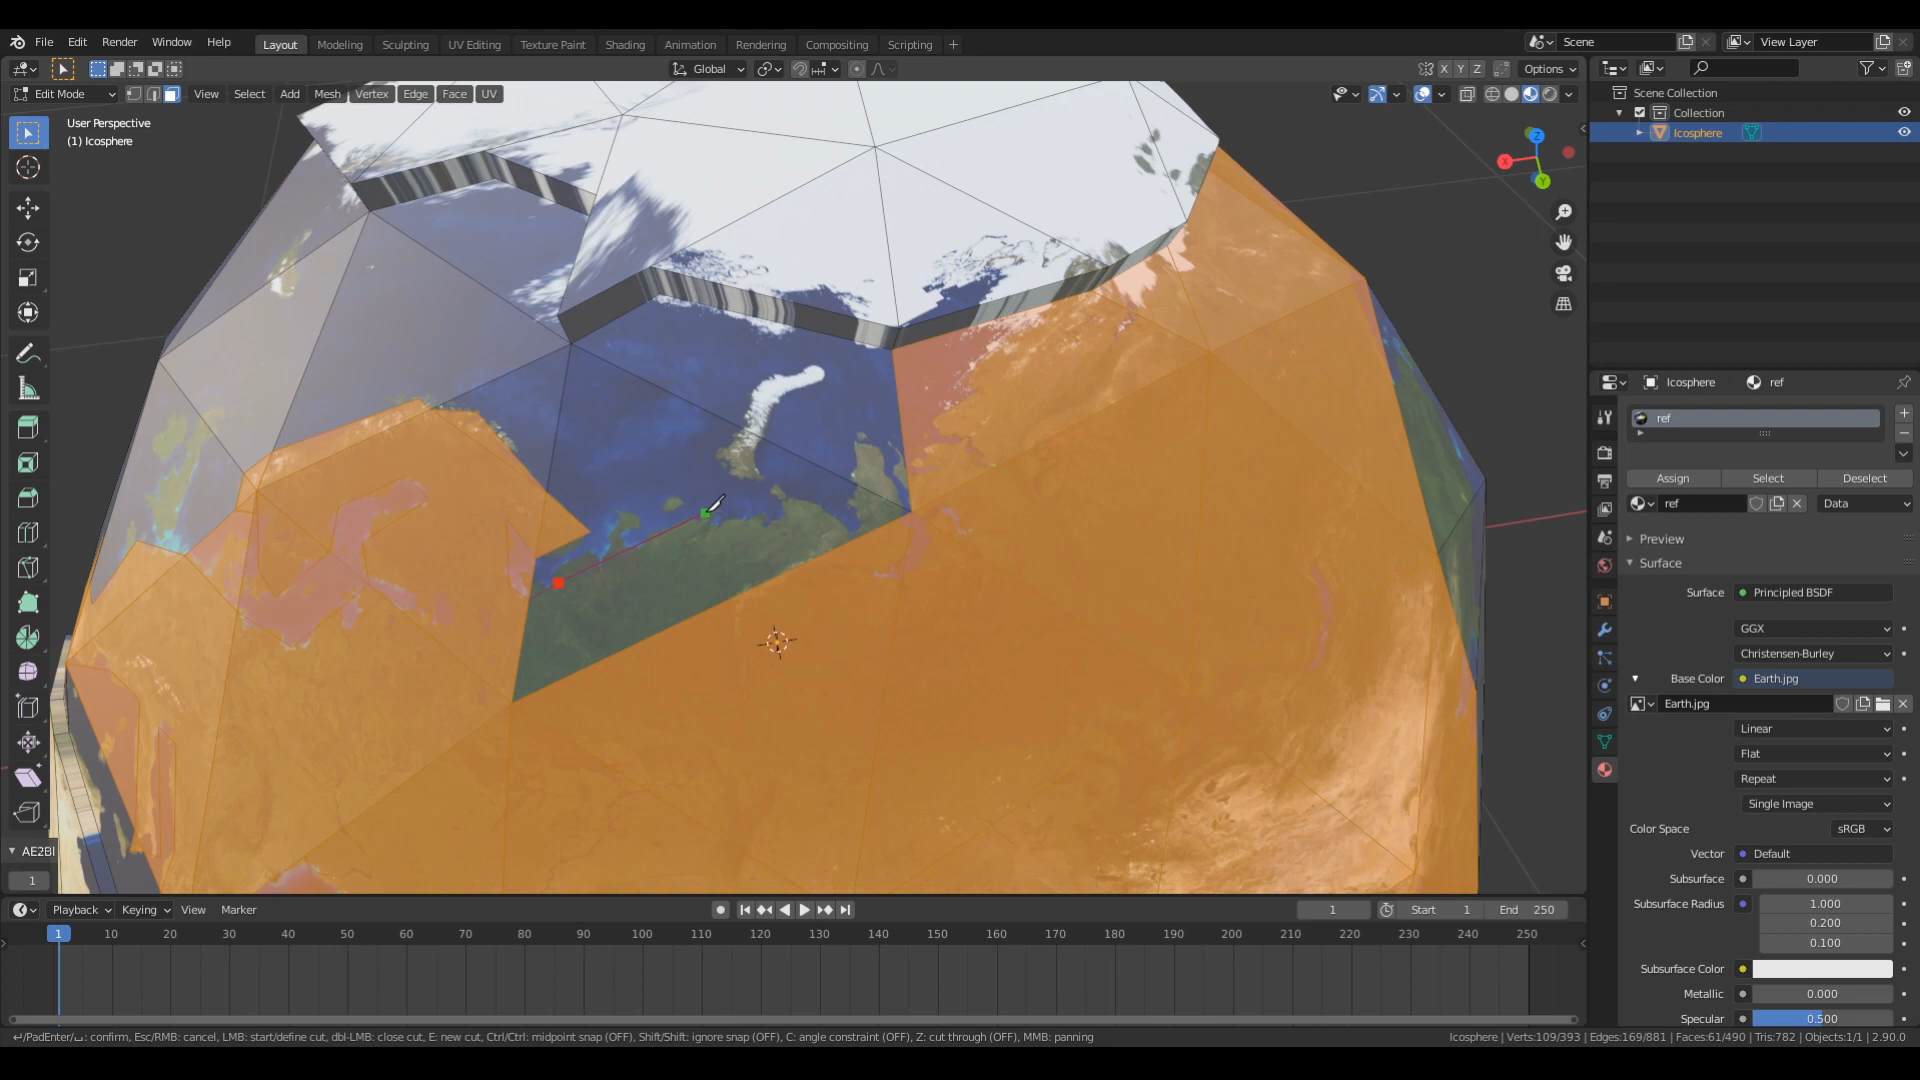 File Edit Render Window Help Layout Modeling Sculpting UV Editing Texture Paint Shading Animation Rendering Compositing Scripting + Scene View Layer
Global X Y Z Options
Edit Mode View Select Add Mesh Vertex Edge Face UV
User Perspective
(1) Icosphere
Z
X
Y
AE2Bl
1
Scene Collection
Collection
Icosphere
Icosphere ref
ref
Assign Select Deselect
ref Data
Preview
Surface
Surface Principled BSDF
GGX
Christensen-Burley
Base Color Earth.jpg
Earth.jpg
Linear
Flat
Repeat
Single Image
Color Space sRGB
Vector Default
Subsurface 0.000
Subsurface Radius 1.000
0.200
0.100
Subsurface Color
Metallic 0.000
Specular 0.500
Playback Keying View Marker 1 Start 1 End 250
1 10 20 30 40 50 60 70 80 90 100 110 120 130 140 150 160 170 180 190 200 210 220 230 240 250
/PadEnter/: confirm, Esc/RMB: cancel, LMB: start/define cut, dbl-LMB: close cut, E: new cut, Ctrl/Ctrl: midpoint snap (OFF), Shift/Shift: ignore snap (OFF), C: angle constraint (OFF), Z: cut through (OFF), MMB: panning
Icosphere | Verts:109/393 | Edges:169/881 | Faces:61/490 | Tris:782 | Objects:1/1 | 2.90.0